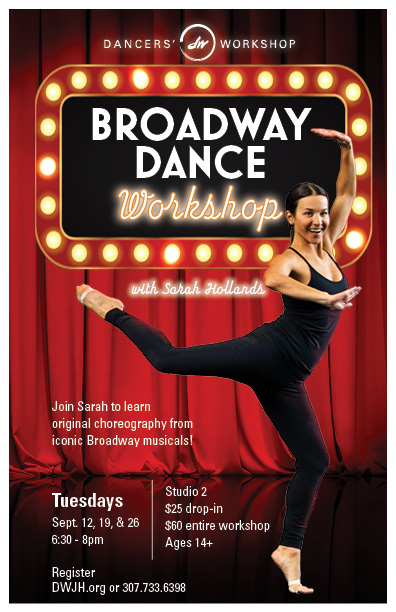 DANCERS' dw WORKSHOP
BROADWAY
DANCE
Workshop
with Sarah Hollands
Join Sarah to learn
original choreography from
iconic Broadway musicals!
Tuesdays
Sept. 12, 19, & 26
6:30 - 8pm
Studio 2
$25 drop-in
$60 entire workshop
Ages 14+
Register
DWJH.org or 307.733.6398